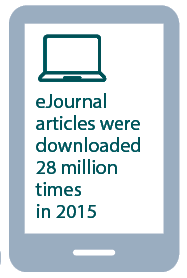 eJournal
articles were
downloaded
28 million
times
in 2015